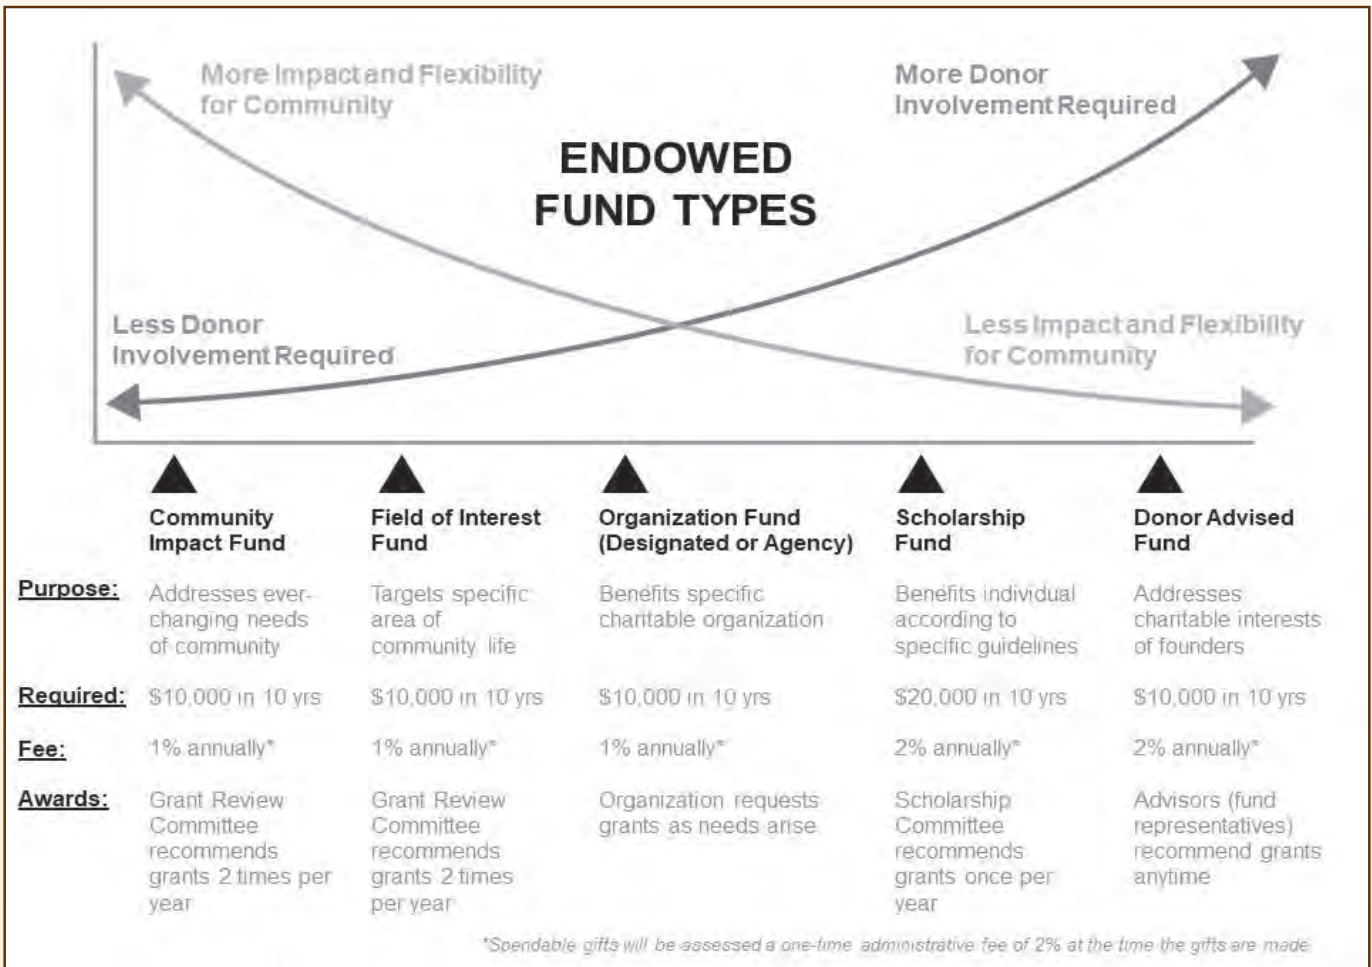 More Impact and Flexibility
for Community
More Donor
Involvement Required
ENDOWED
FUND TYPES
Less Donor
Involvement Required
Less Impact and Flexibility
for Community
Community
Impact Fund
Field of Interest
Fund
Organization Fund
(Designated or Agency)
Scholarship
Fund
Donor Advised
Fund
Purpose:
Addresses ever-
changing needs
of community
Targets specific
area of
community life
Benefits specific
charitable organization
Benefits individual
according to
specific guidelines
Addresses
charitable interests
of founders
Required:
$10,000 in 10 yrs
$10,000 in 10 yrs
$10,000 in 10 yrs
$20,000 in 10 yrs
$10,000 in 10 yrs
Fee:
1% annually*
1% annually*
1% annually*
2% annually*
2% annually*
Awards:
Grant Review
Committee
recommends
grants 2 times per
year
Grant Review
Committee
recommends
grants 2 times
per year
Organization requests
grants as needs arise
Scholarship
Committee
recommends
grants once per
year
Advisors (fund
representatives)
recommend grants
anytime
*Spendable gifts will be assessed a one-time administrative fee of 2% at the time the gifts are made